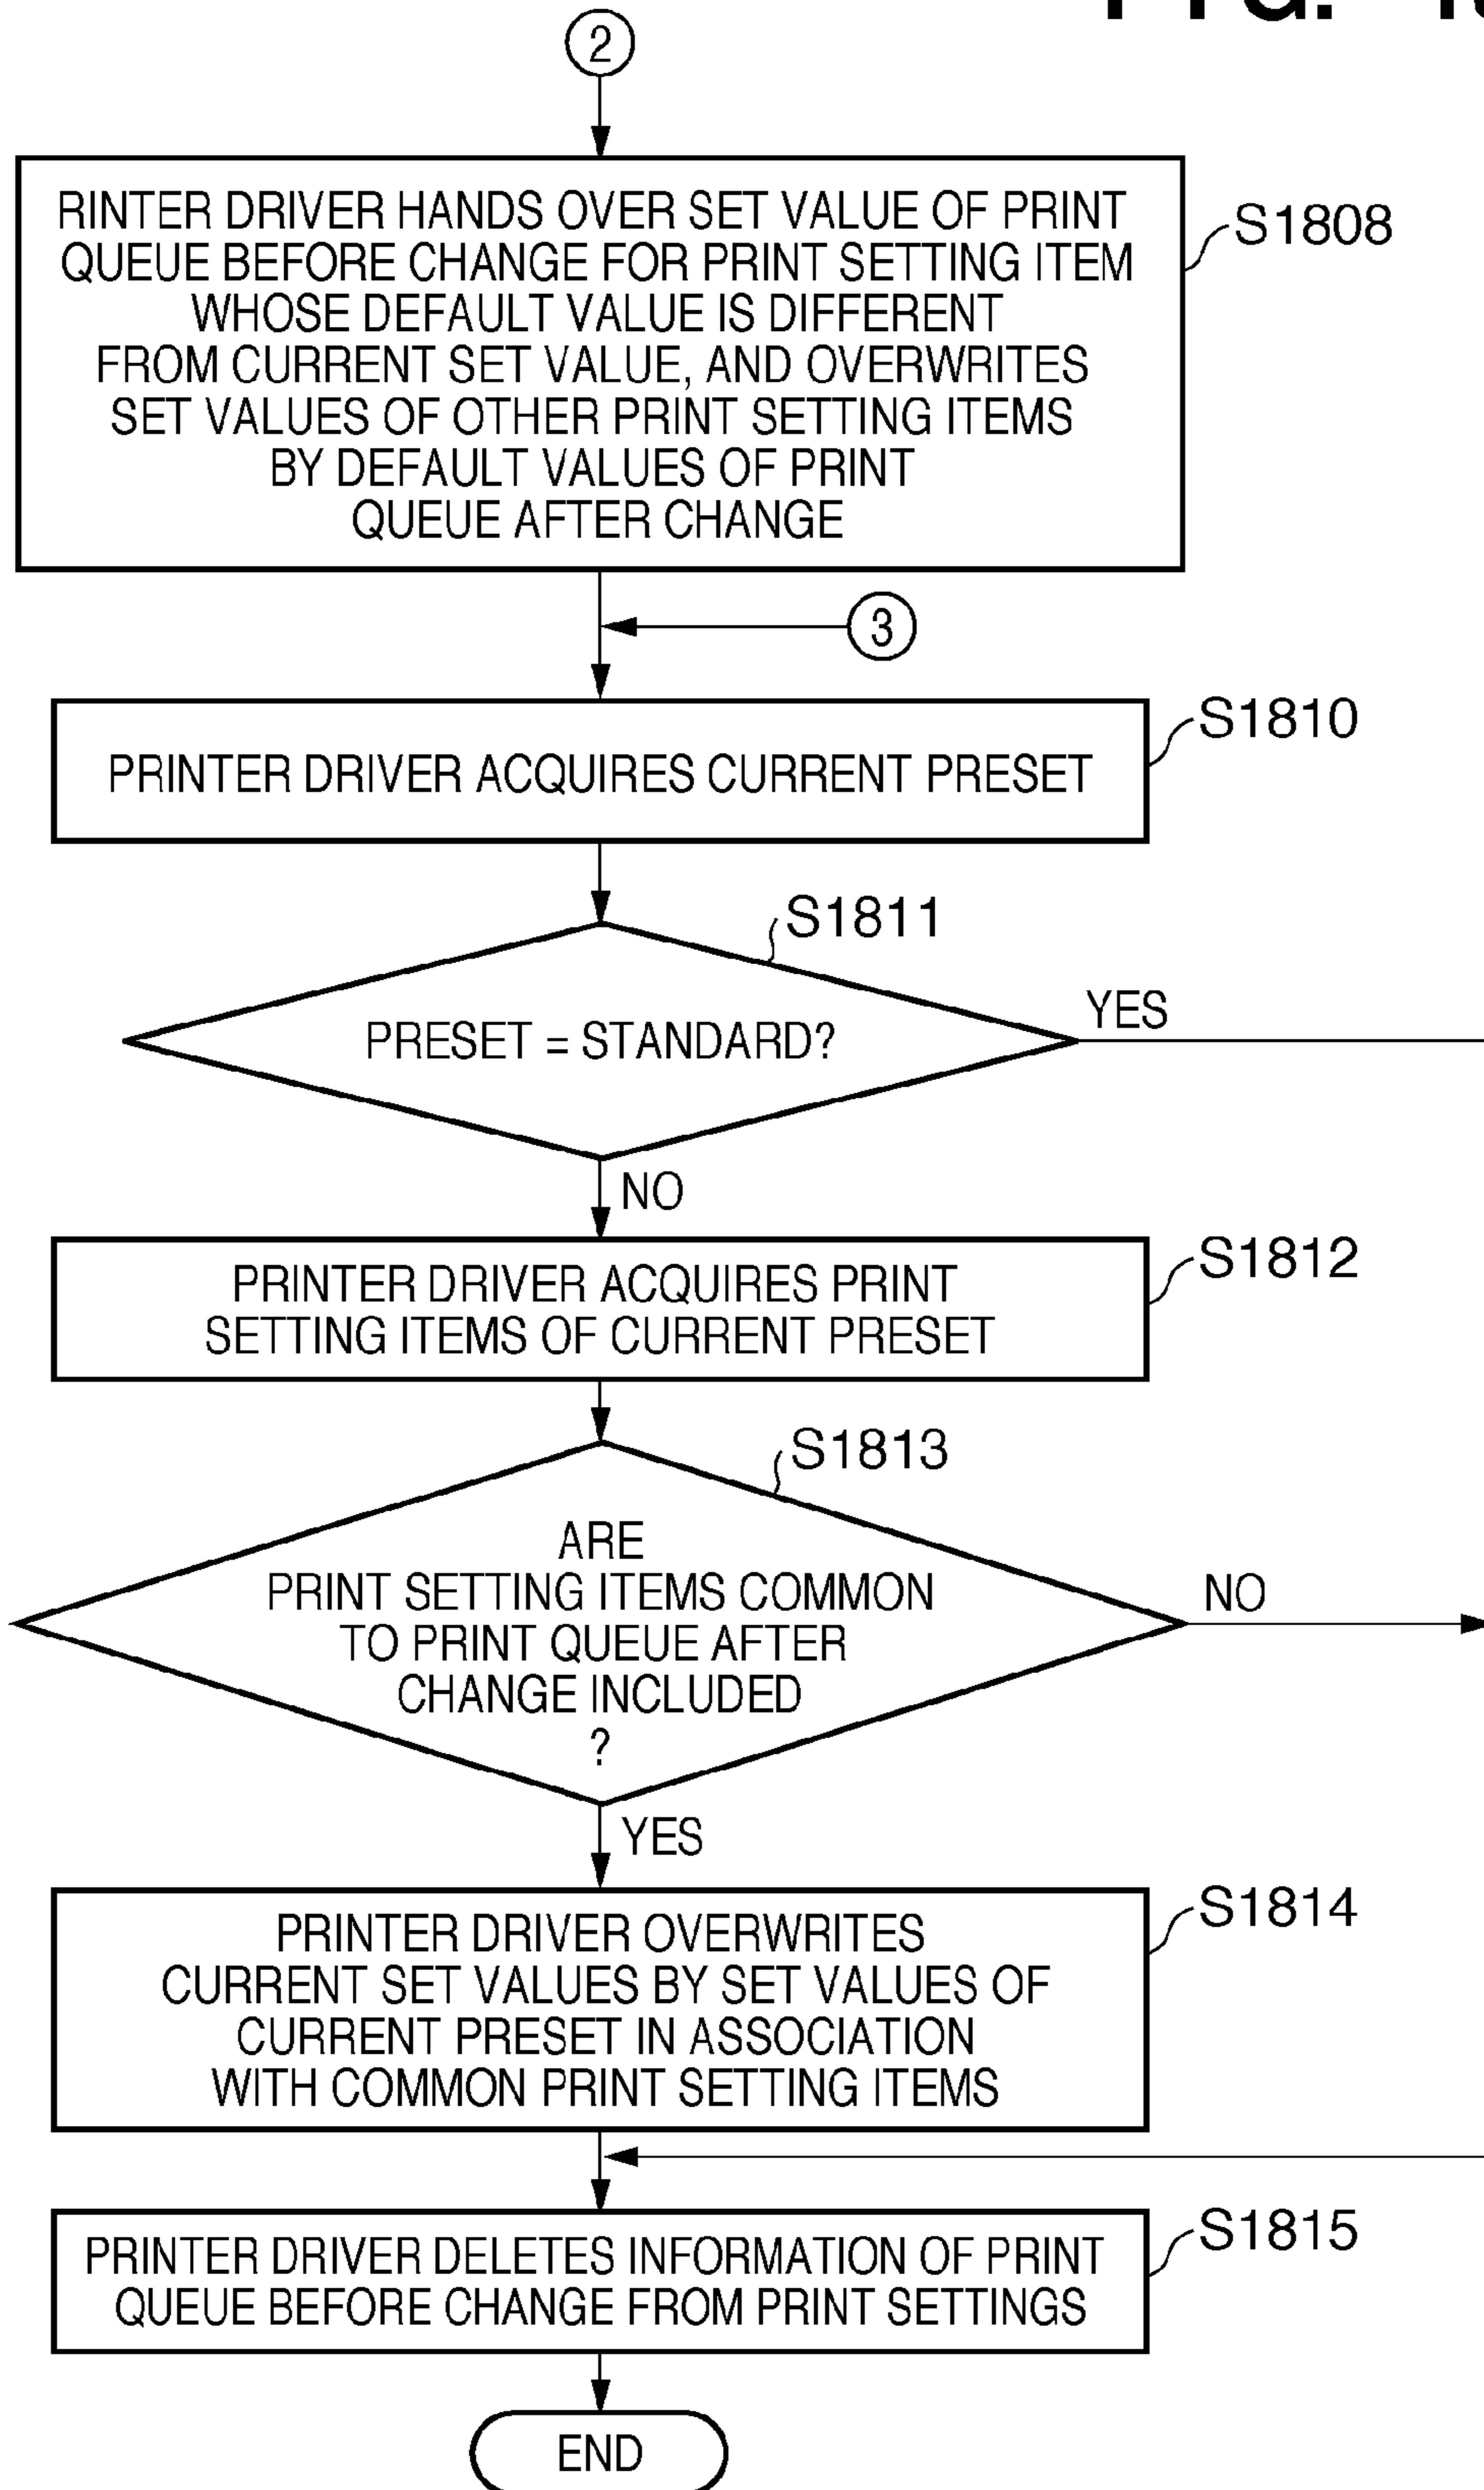 FIG.
2
RINTER DRIVER HANDS OVER SET VALUE OF PRINT
QUEUE BEFORE CHANGE FOR PRINT SETTING ITEM
WHOSE DEFAULT VALUE IS DIFFERENT
FROM CURRENT SET VALUE, AND OVERWRITES
SET VALUES OF OTHER PRINT SETTING ITEMS
BY DEFAULT VALUES OF PRINT
QUEUE AFTER CHANGE
S1808
3
S1810
PRINTER DRIVER ACQUIRES CURRENT PRESET
S1811
PRESET = STANDARD?
YES
NO
S1812
PRINTER DRIVER ACQUIRES PRINT
SETTING ITEMS OF CURRENT PRESET
S1813
ARE
PRINT SETTING ITEMS COMMON
TO PRINT QUEUE AFTER
CHANGE INCLUDED
?
NO
YES
S1814
PRINTER DRIVER OVERWRITES
CURRENT SET VALUES BY SET VALUES OF
CURRENT PRESET IN ASSOCIATION
WITH COMMON PRINT SETTING ITEMS
S1815
PRINTER DRIVER DELETES INFORMATION OF PRINT
QUEUE BEFORE CHANGE FROM PRINT SETTINGS
END